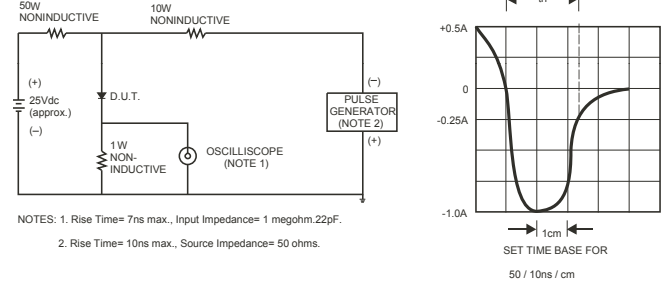 50W
NONINDUCTIVE
10W
NONINDUCTIVE
(+)
25Vdc
(approx.)
(–)
D.U.T.
1W
NON-
INDUCTIVE
OSCILLISCOPE
(NOTE 1)
(–)
PULSE
GENERATOR
(NOTE 2)
(+)
NOTES: 1. Rise Time= 7ns max., Input Impedance= 1 megohm.22pF.
2. Rise Time= 10ns max., Source Impedance= 50 ohms.
+0.5A
0
-0.25A
-1.0A
1cm
SET TIME BASE FOR
50 / 10ns / cm